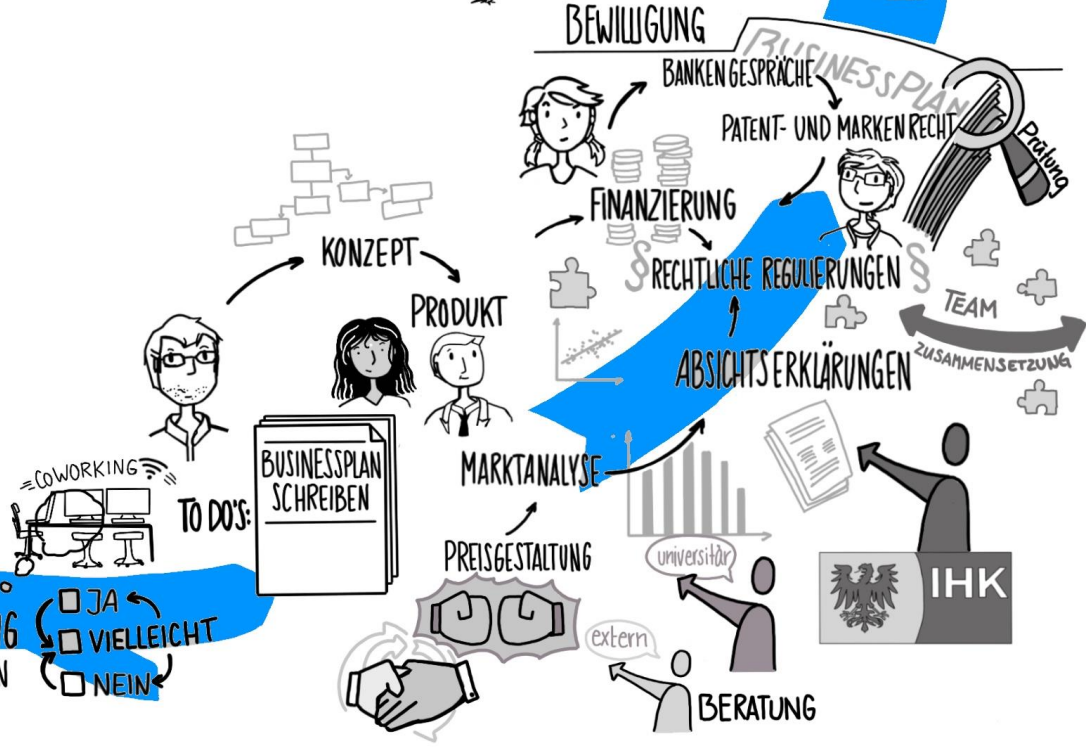 BEWILLIGUNG
BUSINESSPLAN
BANKENGESPRÄCHE
PATENT- UND MARKENRECHT
Prüfung
FINANZIERUNG
KONZEPT
§ RECHTLICHE REGULIERUNGEN §
PRODUKT
TEAM
ZUSAMMENSETZUNG
ABSICHTSERKLÄRUNGEN
COWORKING
TO DO'S:
BUSINESSPLAN
SCHREIBEN
MARKTANALYSE
PREISGESTALTUNG
universitär
IHK
JA
VIELLEICHT
NEIN
extern
BERATUNG